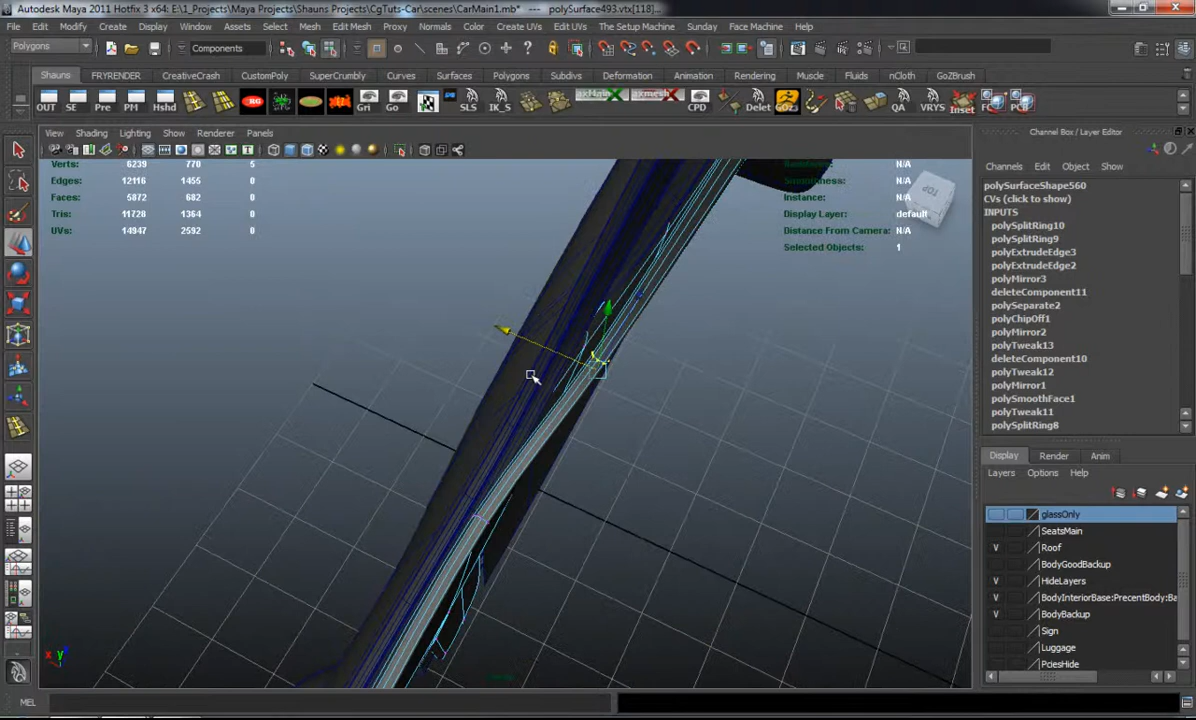 Autodesk Maya 2011 Hotfix 3 x64: E:\1_Projects\Maya Projects\Shauns Projects\CgTuts-Car\scenes\CarMain1.mb* --- polySurface493.vtx[118]...
File Edit Modify Create Display Window Assets Select Mesh Edit Mesh Proxy Normals Color Create UVs Edit UVs The Setup Machine Sunday Face Machine Help
Polygons Components
Shauns FRYRENDER CreativeCrash CustomPoly SuperCrumbly Curves Surfaces Polygons Subdivs Deformation Animation Rendering Muscle Fluids nCloth GoZBrush
OUT SE Pre PM Hshd Gri Go SLS IK_S axMain axmesh CPD Delet GOZ3 QA VRYS Inset FC PCB
View Shading Lighting Show Renderer Panels
Channel Box / Layer Editor
Channels Edit Object Show
Verts: 6239 770 5
Edges: 12116 1455 0
Faces: 5872 682 0
Tris: 11728 1364 0
UVs: 14947 2592 0
N/A
N/A
Instance: N/A
Display Layer: default
Distance From Camera: N/A
Selected Objects: 1
TOP
polySurfaceShape560
CVs (click to show)
INPUTS
polySplitRing10
polySplitRing9
polyExtrudeEdge3
polyExtrudeEdge2
polyMirror3
deleteComponent11
polySeparate2
polyChipOff1
polyMirror2
polyTweak13
deleteComponent10
polyTweak12
polyMirror1
polySmoothFace1
polyTweak11
polySplitRing8
Display Render Anim
Layers Options Help
glassOnly
SeatsMain
V Roof
BodyGoodBackup
V HideLayers
V BodyInteriorBase:PrecentBody:Ba
V BodyBackup
Sign
Luggage
PciesHide
x y
MEL